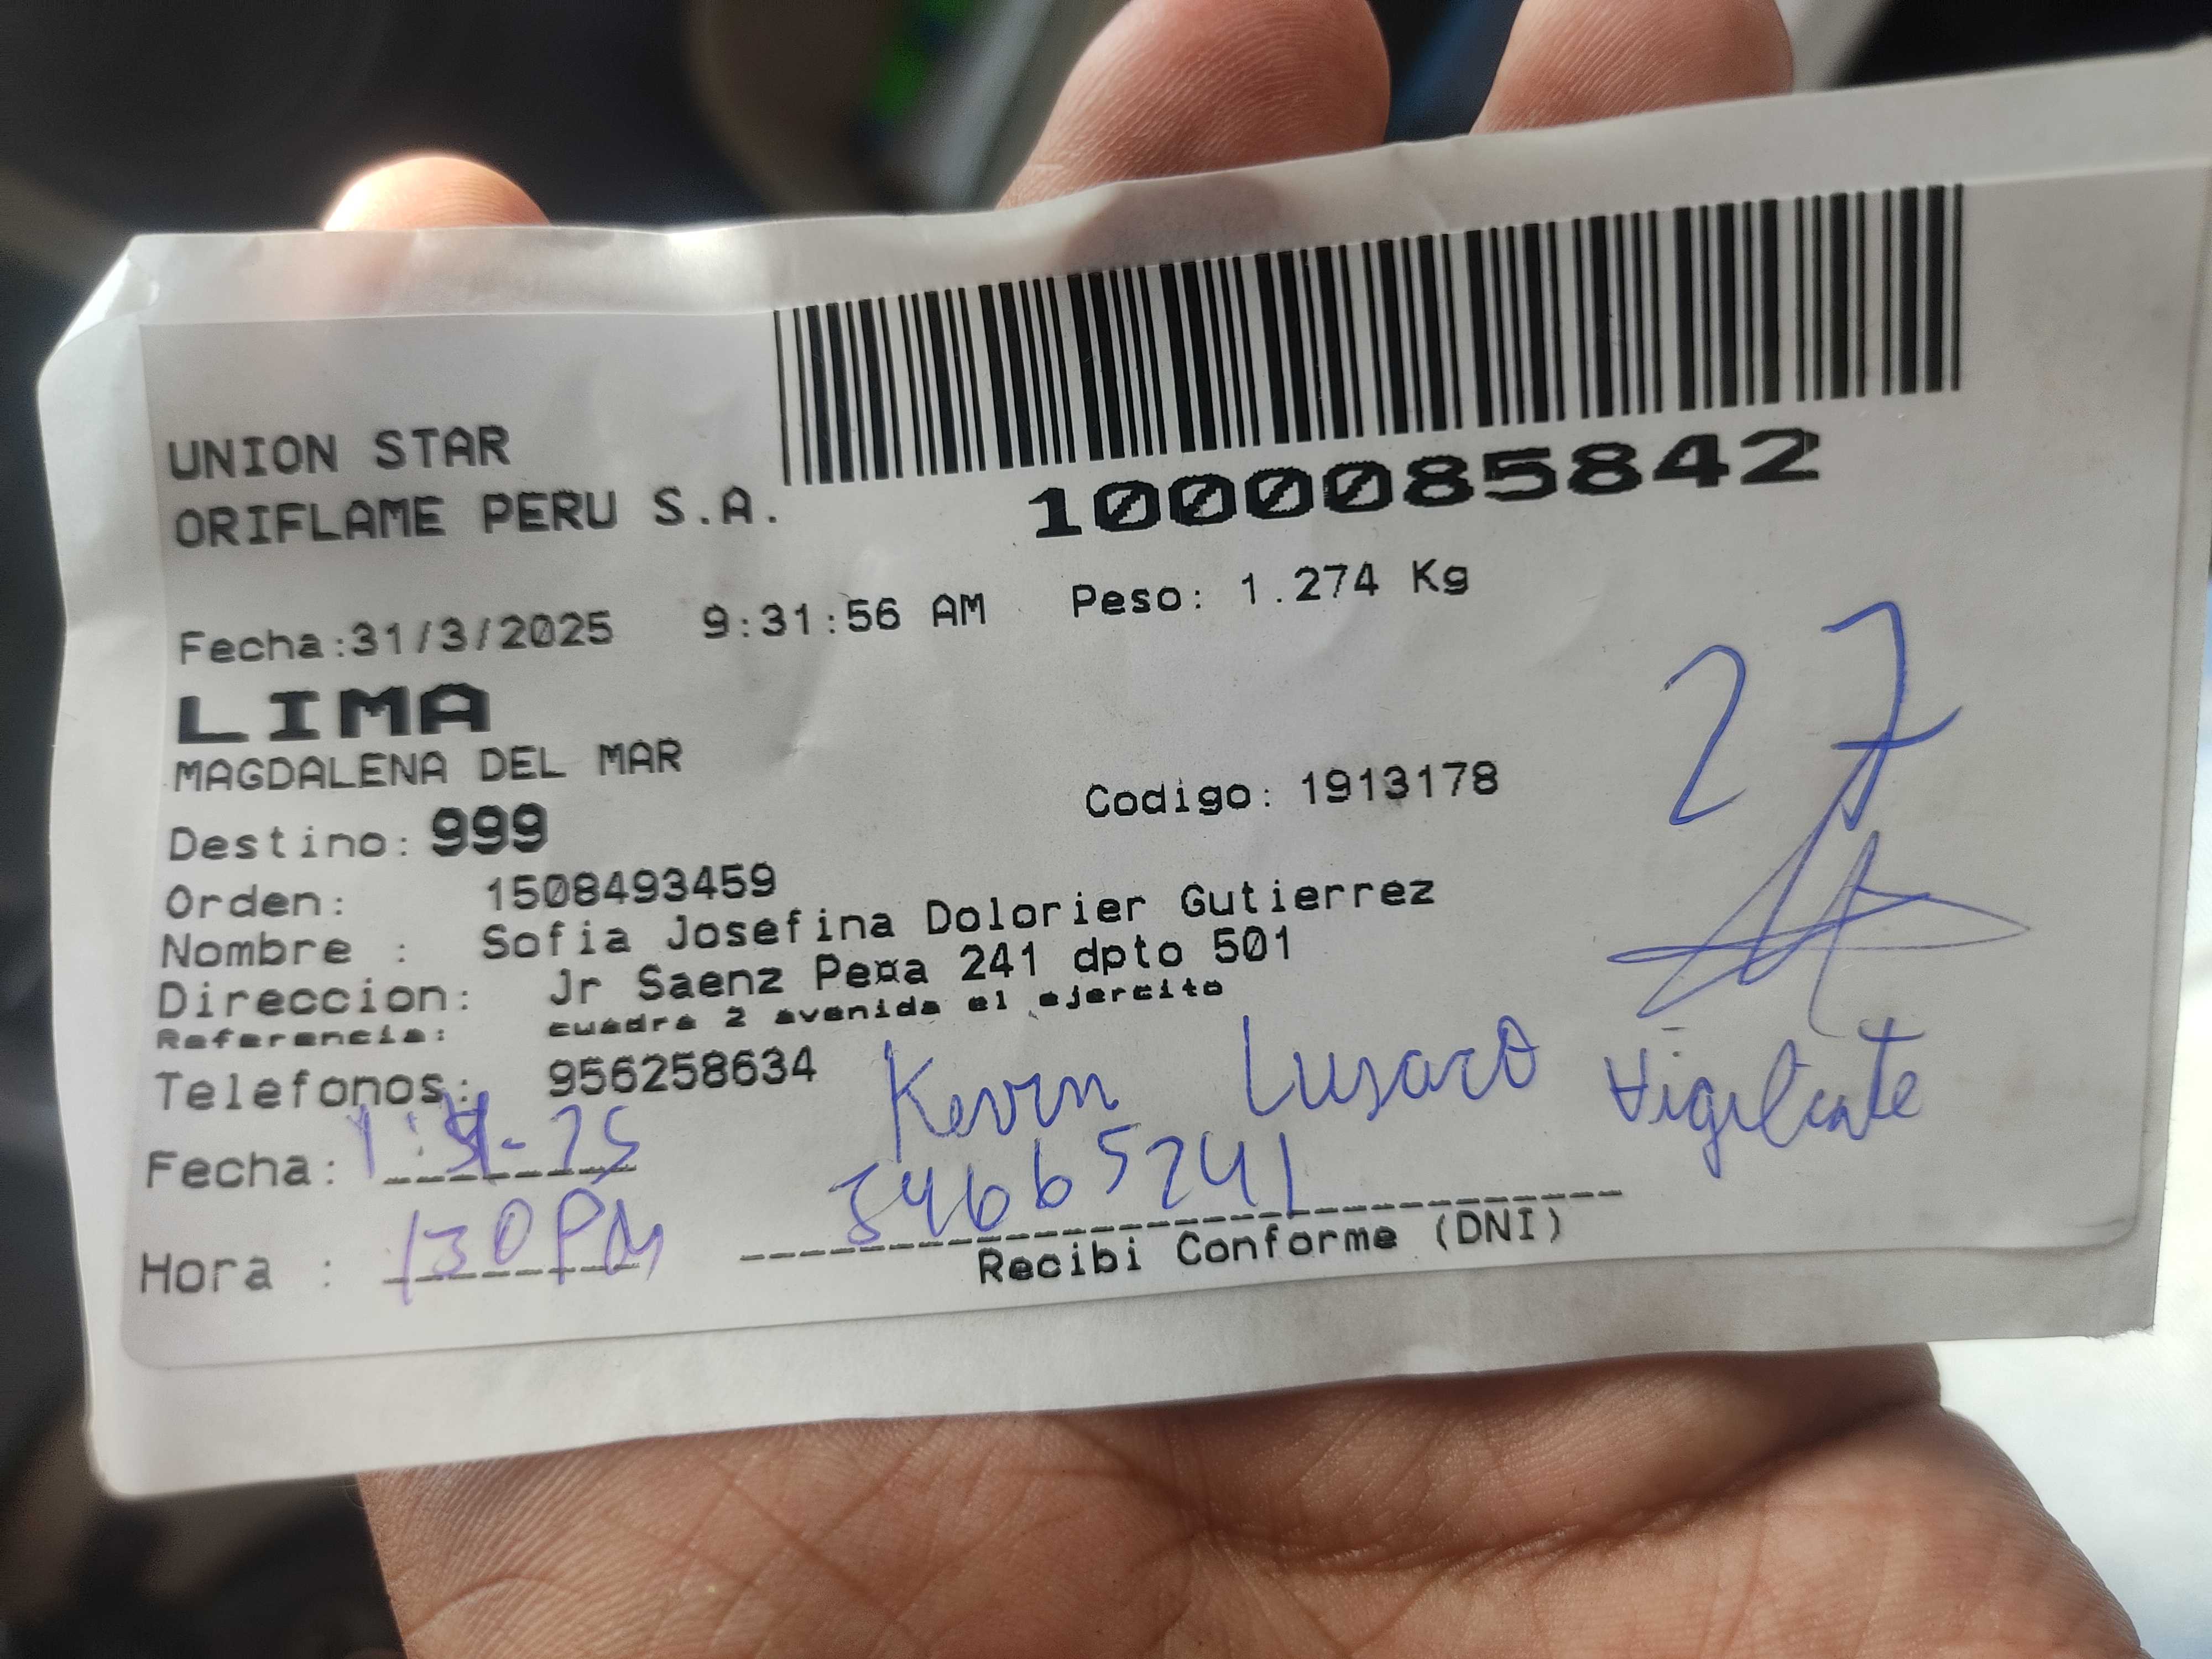 UNION STAR
ORIFLAME PERU S.A.
1000085842
Fecha:31/3/2025 9:31:56 AM Peso: 1.274 Kg
LIMA
MAGDALENA DEL MAR
27
Destino: 999 Codigo: 1913178
Orden: 1508493459
Nombre : Sofia Josefina Dolorier Gutierrez
Direccion: Jr Saenz Pe¤a 241 dpto 501
Referencia: cuadra 2 avenida el ejercito
Telefonos: 956258634
Kevin Vigilante
Fecha:
Hora : 130 PM
Recibi Conforme (DNI)